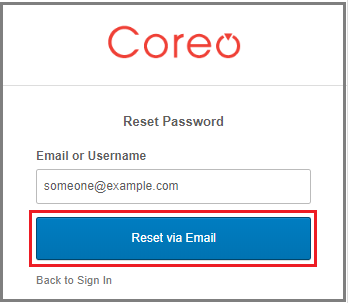 Coreo
Reset Password
Email or Username
someone@example.com
Reset via Email
Back to Sign In